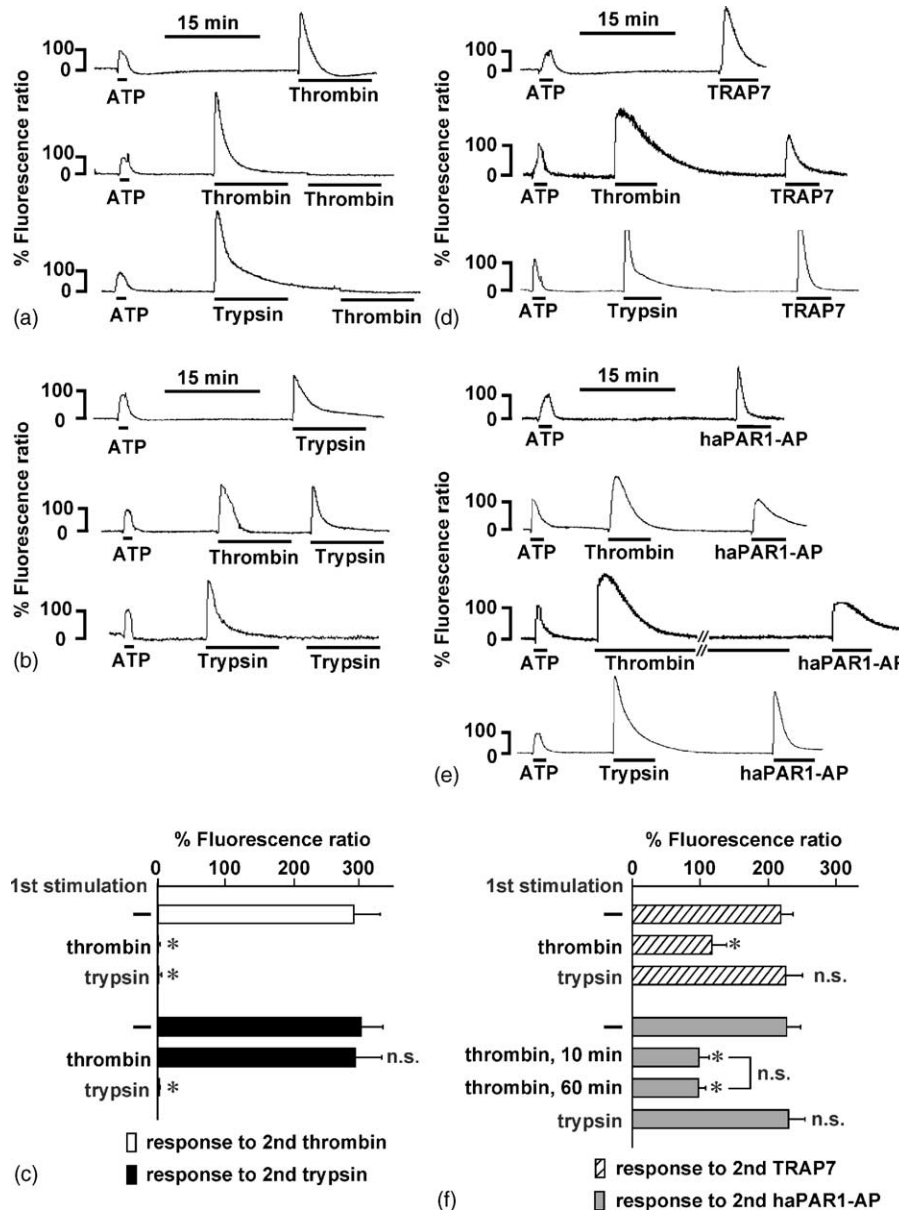 15 min
100
0
ATP
Thrombin
100
0
ATP
Thrombin
Thrombin
100
0
ATP
Trypsin
Thrombin
% Fluorescence ratio
(a)
15 min
100
0
ATP
Trypsin
100
0
ATP
Thrombin
Trypsin
100
0
ATP
Trypsin
Trypsin
% Fluorescence ratio
(b)
% Fluorescence ratio
0 100 200 300
1st stimulation
—
thrombin *
trypsin *
—
thrombin n.s.
trypsin *
response to 2nd thrombin
response to 2nd trypsin
(c)
15 min
100
0
ATP
TRAP7
100
0
ATP
Thrombin
TRAP7
100
0
ATP
Trypsin
TRAP7
% Fluorescence ratio
(d)
15 min
100
0
ATP
haPAR1-AP
100
0
ATP
Thrombin
haPAR1-AP
100
0
ATP
Thrombin
haPAR1-AP
100
0
ATP
Trypsin
haPAR1-AP
% Fluorescence ratio
(e)
% Fluorescence ratio
0 100 200 300
1st stimulation
—
thrombin *
trypsin n.s.
—
thrombin, 10 min *
n.s.
thrombin, 60 min *
trypsin n.s.
response to 2nd TRAP7
response to 2nd haPAR1-AP
(f)